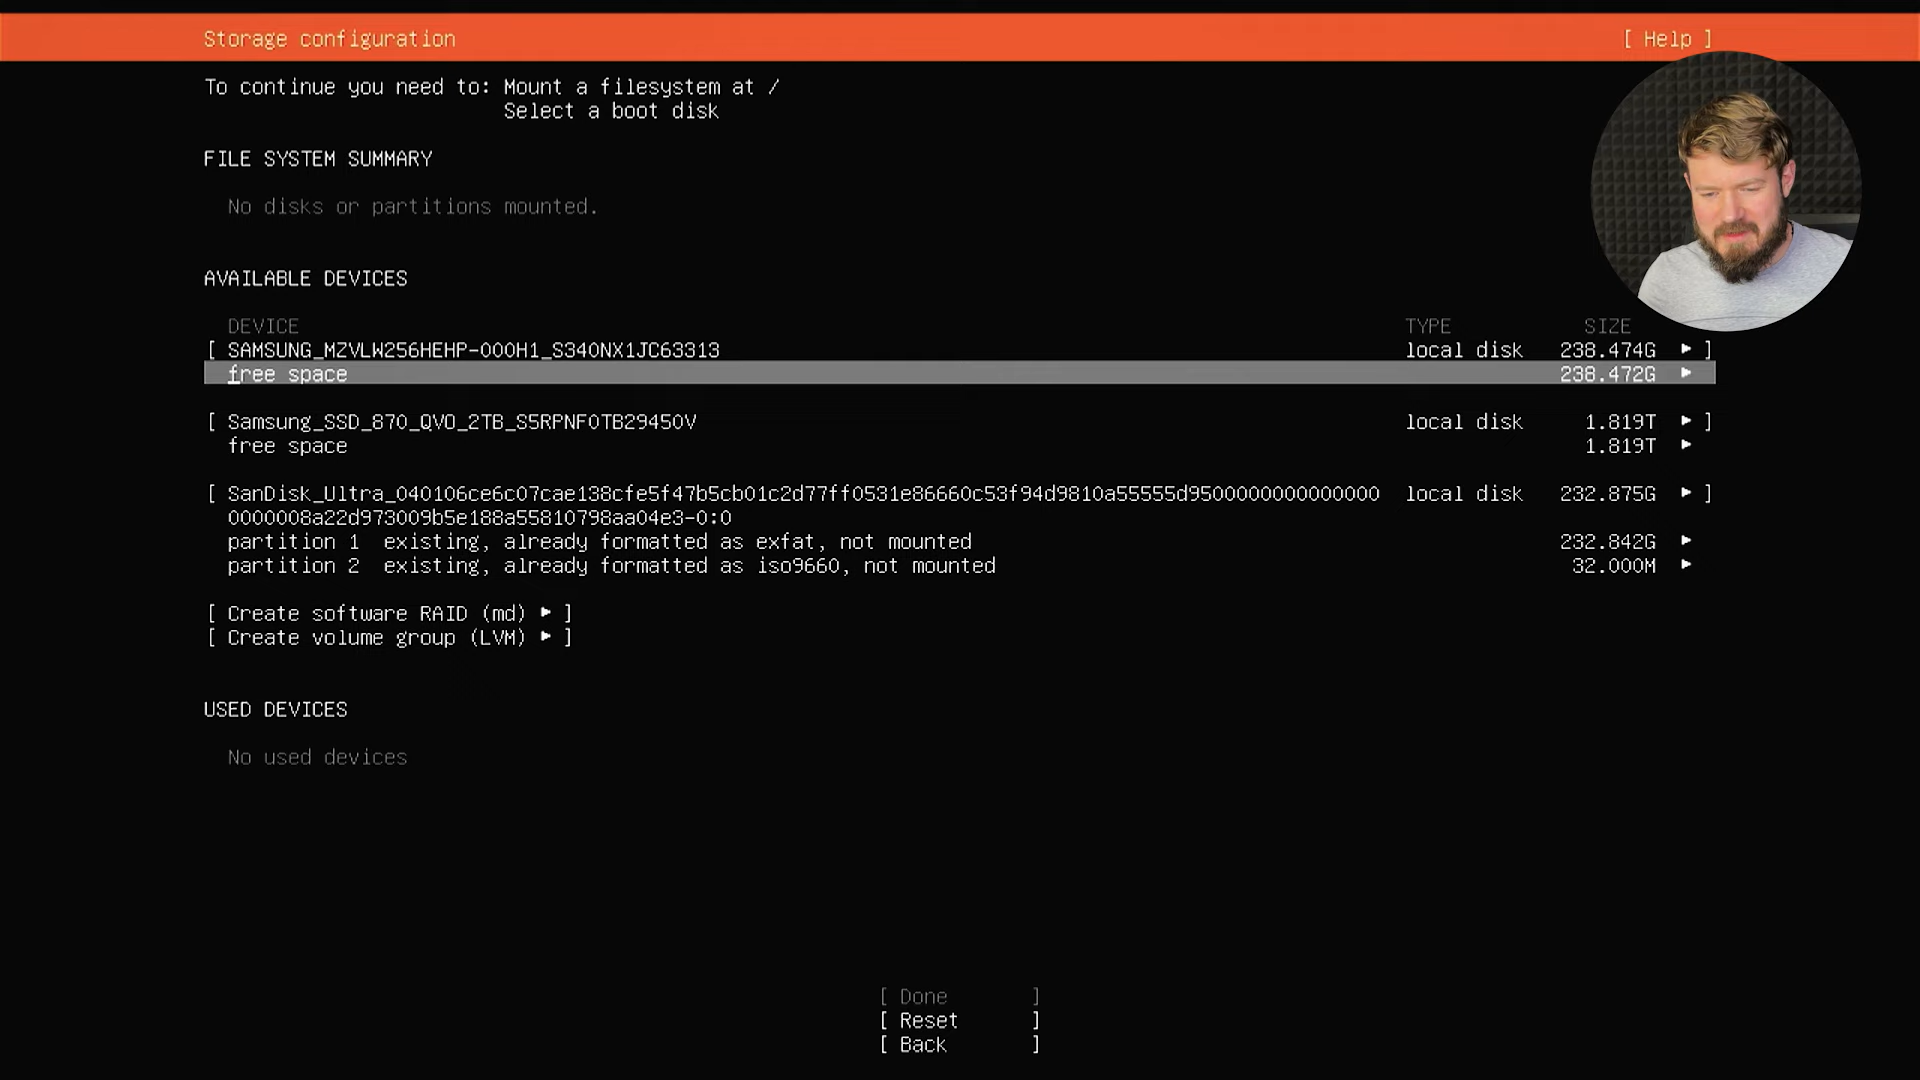 Storage configuration [ Help ]
To continue you need to: Mount a filesystem at /
Select a boot disk
FILE SYSTEM SUMMARY
No disks or partitions mounted.
AVAILABLE DEVICES
DEVICE TYPE SIZE
[ SAMSUNG_MZVLW256HEHP-000H1_S340NX1JC63313 local disk 238.474G ▸ ]
free space 238.472G ▸
[ Samsung_SSD_870_QVO_2TB_S5RPNF0TB29450V local disk 1.819T ▸ ]
free space 1.819T ▸
[ SanDisk_Ultra_040106ce6c07cae138cfe5f47b5cb01c2d77ff0531e86660c53f94d9810a55555d9500000000000000 local disk 232.875G ▸ ]
0000008a22d973009b5e188a55810798aa04e3-0:0
partition 1 existing, already formatted as exfat, not mounted 232.842G ▸
partition 2 existing, already formatted as iso9660, not mounted 32.000M ▸
[ Create software RAID (md) ▸ ]
[ Create volume group (LVM) ▸ ]
USED DEVICES
No used devices
[ Done ]
[ Reset ]
[ Back ]